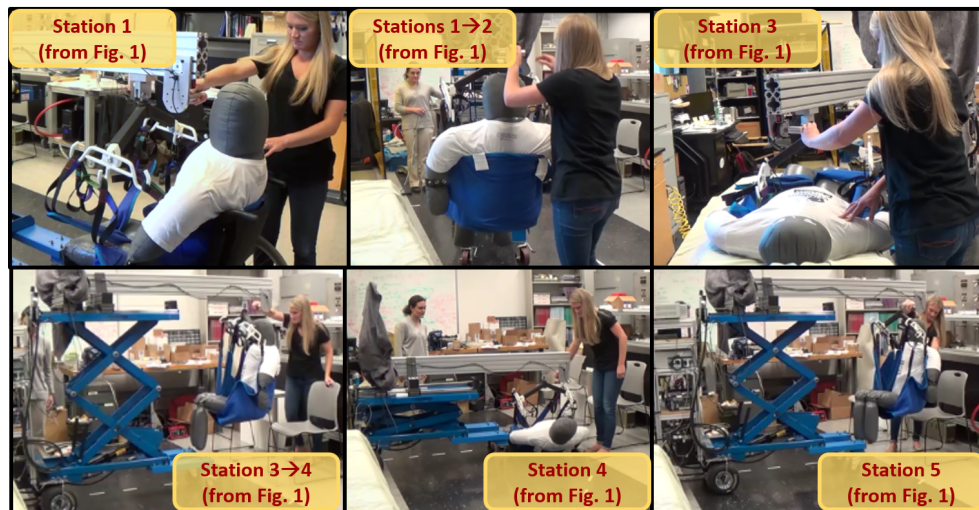 Station 1
(from Fig. 1)
Stations 1→2
(from Fig. 1)
Station 3
(from Fig. 1)
Station 3→4
(from Fig. 1)
Station 4
(from Fig. 1)
Station 5
(from Fig. 1)